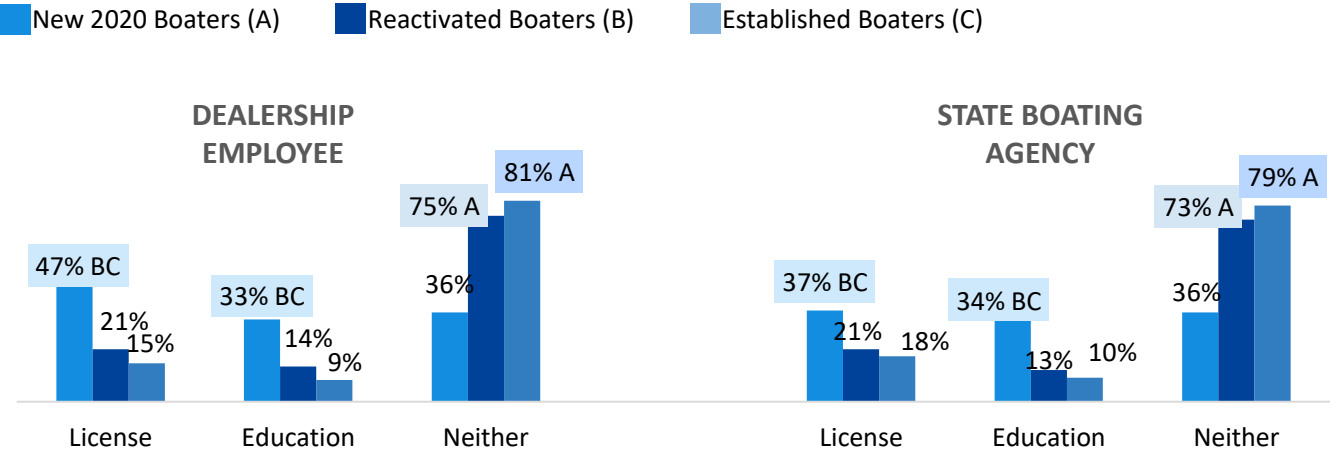 New 2020 Boaters (A) Reactivated Boaters (B) Established Boaters (C)
DEALERSHIP
EMPLOYEE
47% BC
21%
15%
33% BC
14%
9%
36%
75% A
81% A
License Education Neither
STATE BOATING
AGENCY
37% BC
21%
18%
34% BC
13%
10%
36%
73% A
79% A
License Education Neither